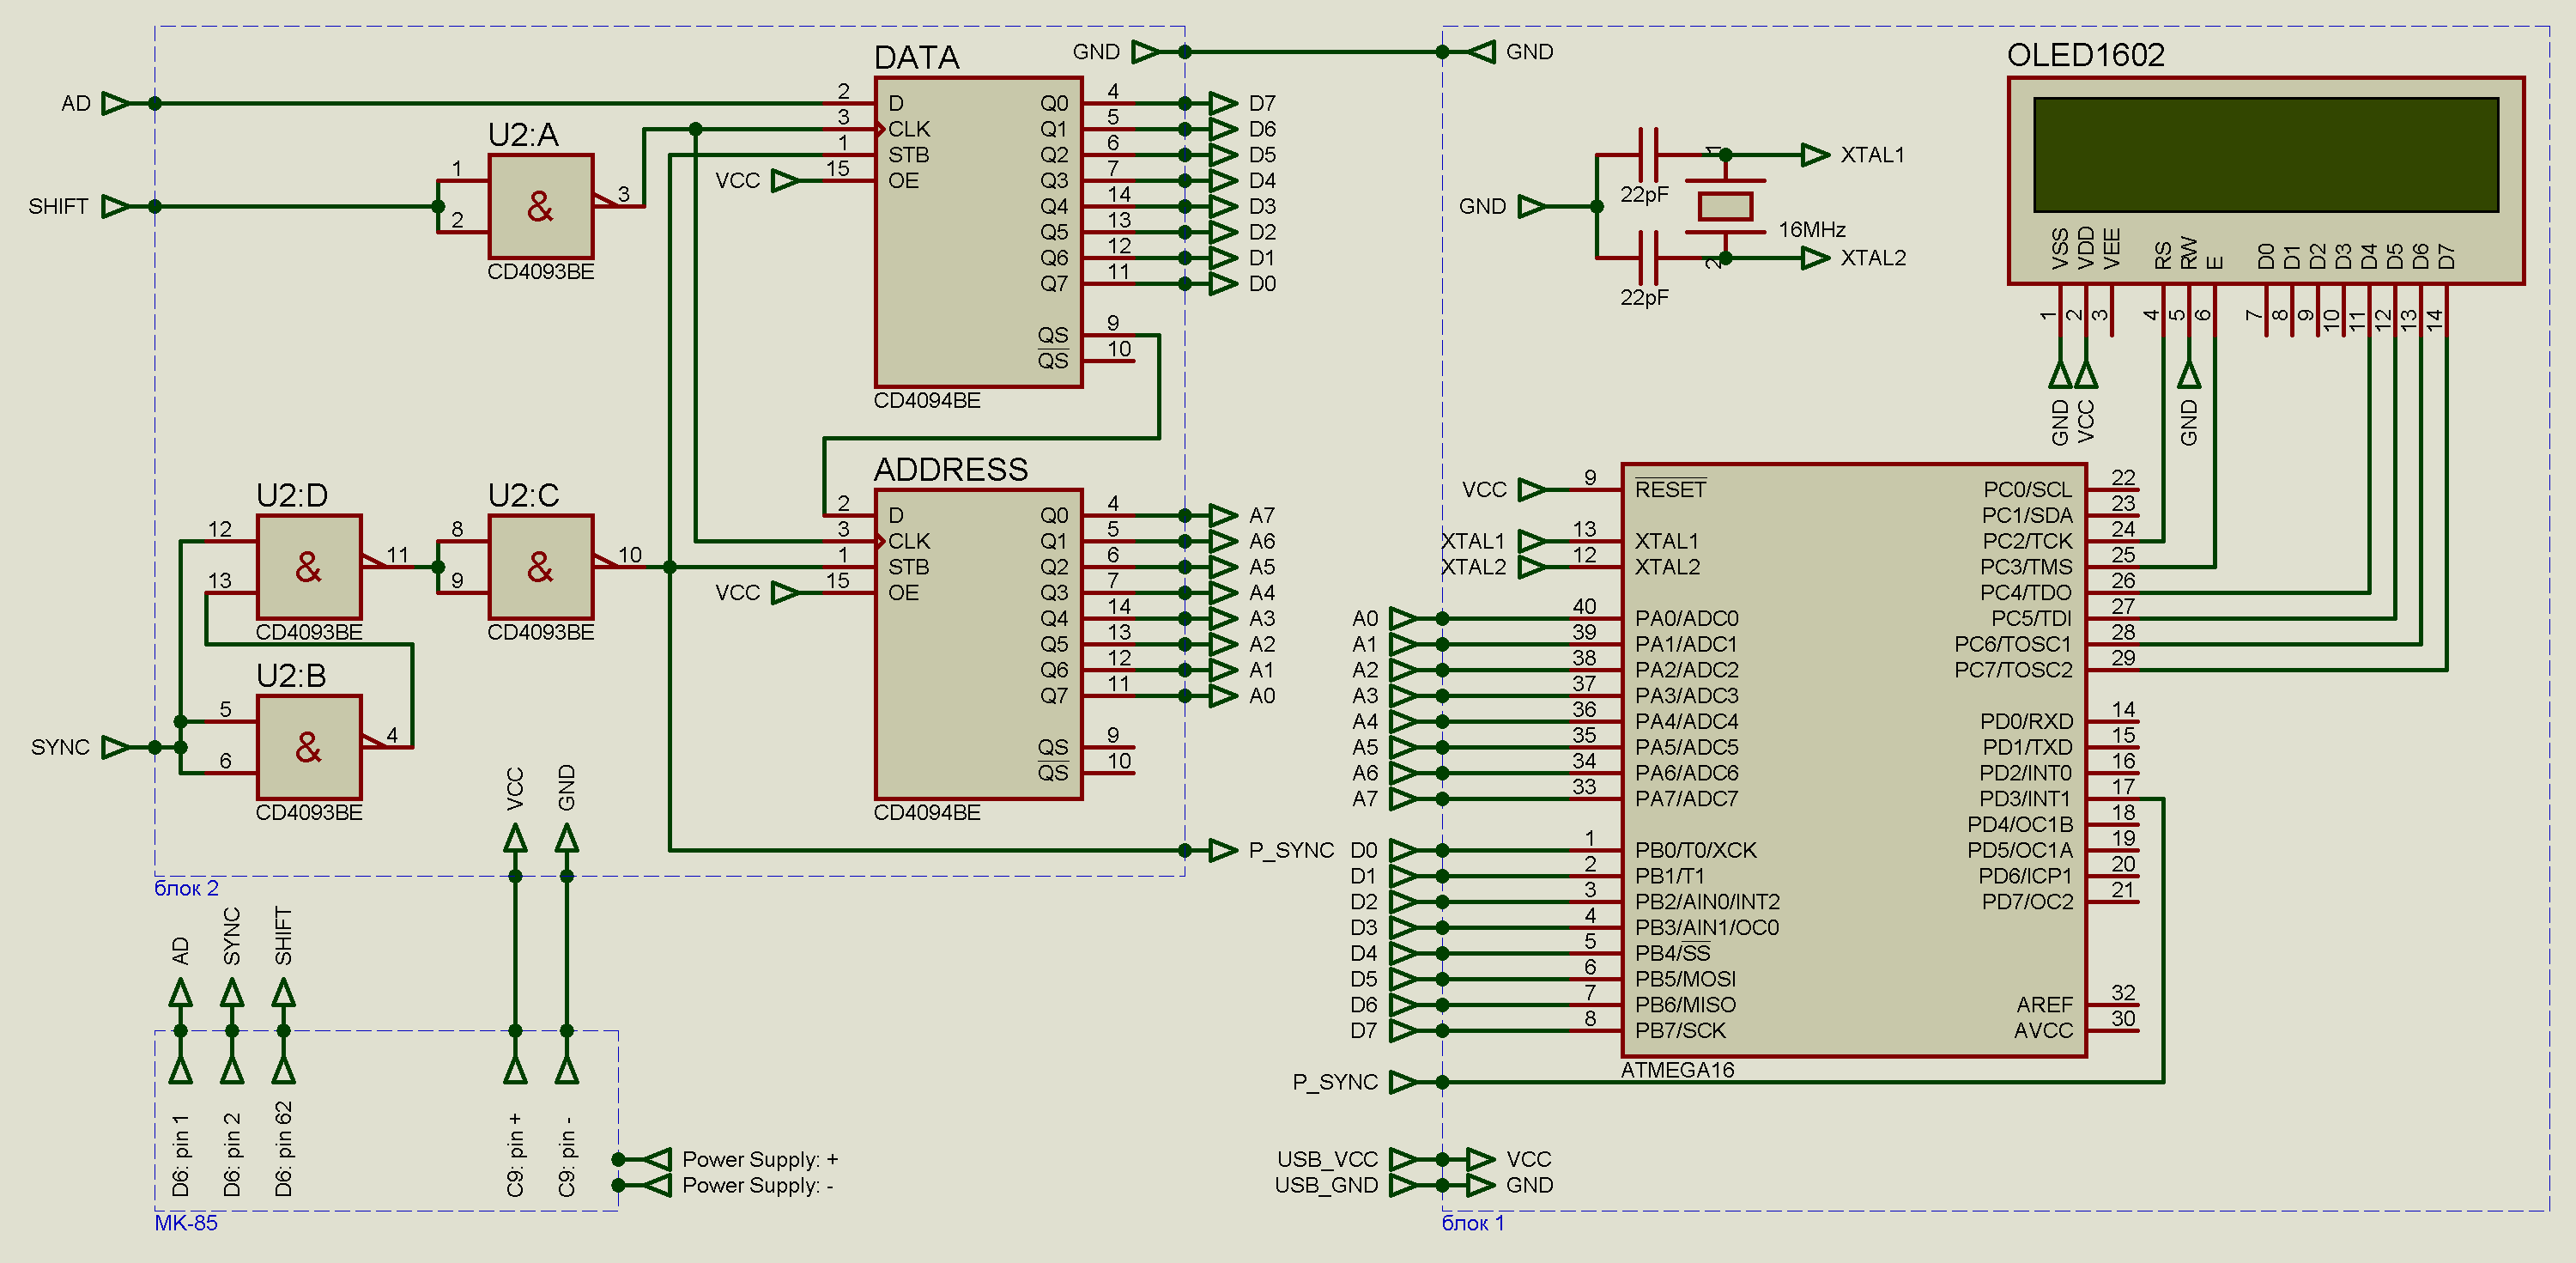 AD
SHIFT
SYNC
U2:A
1
2
&
3
CD4093BE
U2:D
12
13
&
11
CD4093BE
U2:C
8
9
&
10
CD4093BE
U2:B
5
6
&
4
CD4093BE
DATA
2 D Q0 4 D7
3 CLK Q1 5 D6
1 STB Q2 6 D5
VCC 15 OE Q3 7 D4
Q4 14 D3
Q5 13 D2
Q6 12 D1
Q7 11 D0
QS 9
QS 10
CD4094BE
ADDRESS
2 D Q0 4 A7
3 CLK Q1 5 A6
1 STB Q2 6 A5
VCC 15 OE Q3 7 A4
Q4 14 A3
Q5 13 A2
Q6 12 A1
Q7 11 A0
QS 9
QS 10
CD4094BE
P_SYNC
GND
VCC
GND
блок 2
AD
SYNC
SHIFT
D6: pin 1
D6: pin 2
D6: pin 62
C9: pin +
C9: pin -
Power Supply: +
Power Supply: -
MK-85
GND
GND
22pF
22pF
1
2
16MHz
XTAL1
XTAL2
OLED1602
VSS VDD VEE RS RW E D0 D1 D2 D3 D4 D5 D6 D7
1 2 3 4 5 6 7 8 9 10 11 12 13 14
GND
VCC
GND
VCC 9 RESET
XTAL1 13 XTAL1
XTAL2 12 XTAL2
A0 40 PA0/ADC0
A1 39 PA1/ADC1
A2 38 PA2/ADC2
A3 37 PA3/ADC3
A4 36 PA4/ADC4
A5 35 PA5/ADC5
A6 34 PA6/ADC6
A7 33 PA7/ADC7
D0 1 PB0/T0/XCK
D1 2 PB1/T1
D2 3 PB2/AIN0/INT2
D3 4 PB3/AIN1/OC0
D4 5 PB4/SS
D5 6 PB5/MOSI
D6 7 PB6/MISO
D7 8 PB7/SCK
PC0/SCL 22
PC1/SDA 23
PC2/TCK 24
PC3/TMS 25
PC4/TDO 26
PC5/TDI 27
PC6/TOSC1 28
PC7/TOSC2 29
PD0/RXD 14
PD1/TXD 15
PD2/INT0 16
PD3/INT1 17
PD4/OC1B 18
PD5/OC1A 19
PD6/ICP1 20
PD7/OC2 21
AREF 32
AVCC 30
ATMEGA16
P_SYNC
USB_VCC VCC
USB_GND GND
блок 1